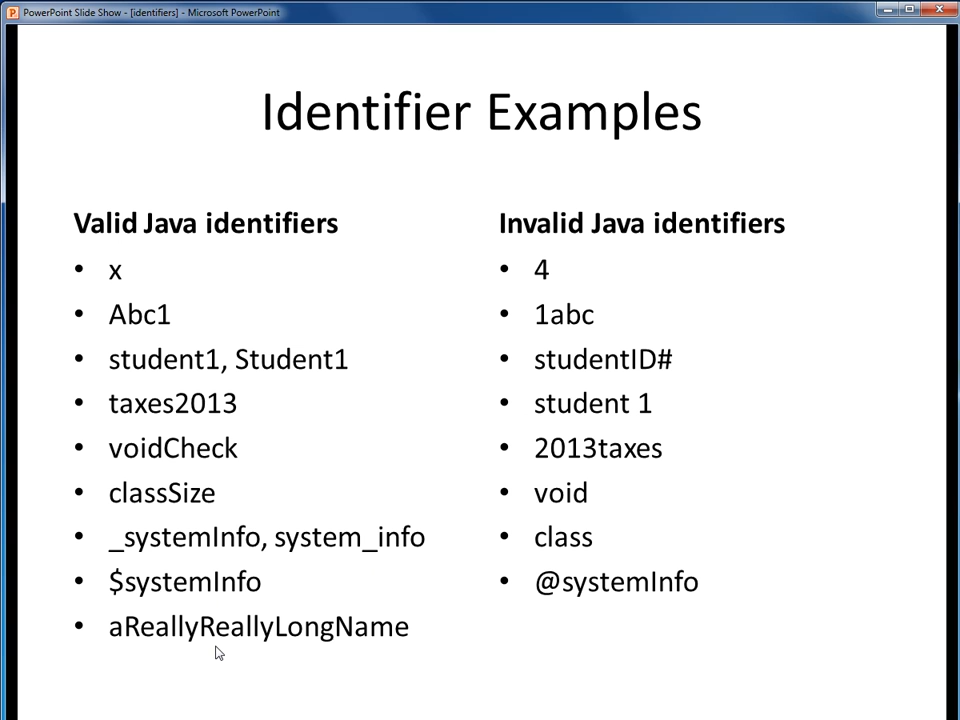 PowerPoint Slide Show - [identifiers] - Microsoft PowerPoint
Identifier Examples
Valid Java identifiers
• x
• Abc1
• student1, Student1
• taxes2013
• voidCheck
• classSize
• _systemInfo, system_info
• $systemInfo
• aReallyReallyLongName
Invalid Java identifiers
• 4
• 1abc
• studentID#
• student 1
• 2013taxes
• void
• class
• @systemInfo